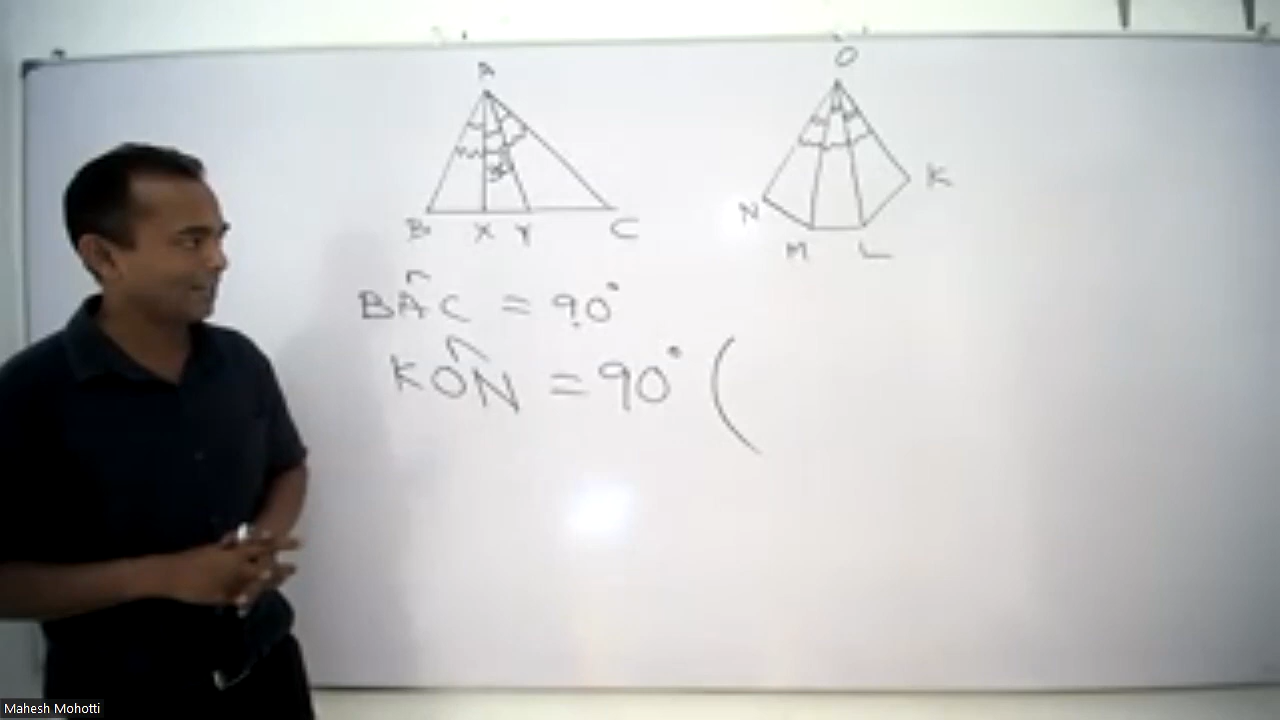 A
O
B X Y C
N M L K
BÂC = 90°
KÔN = 90° (
Mahesh Mohotti